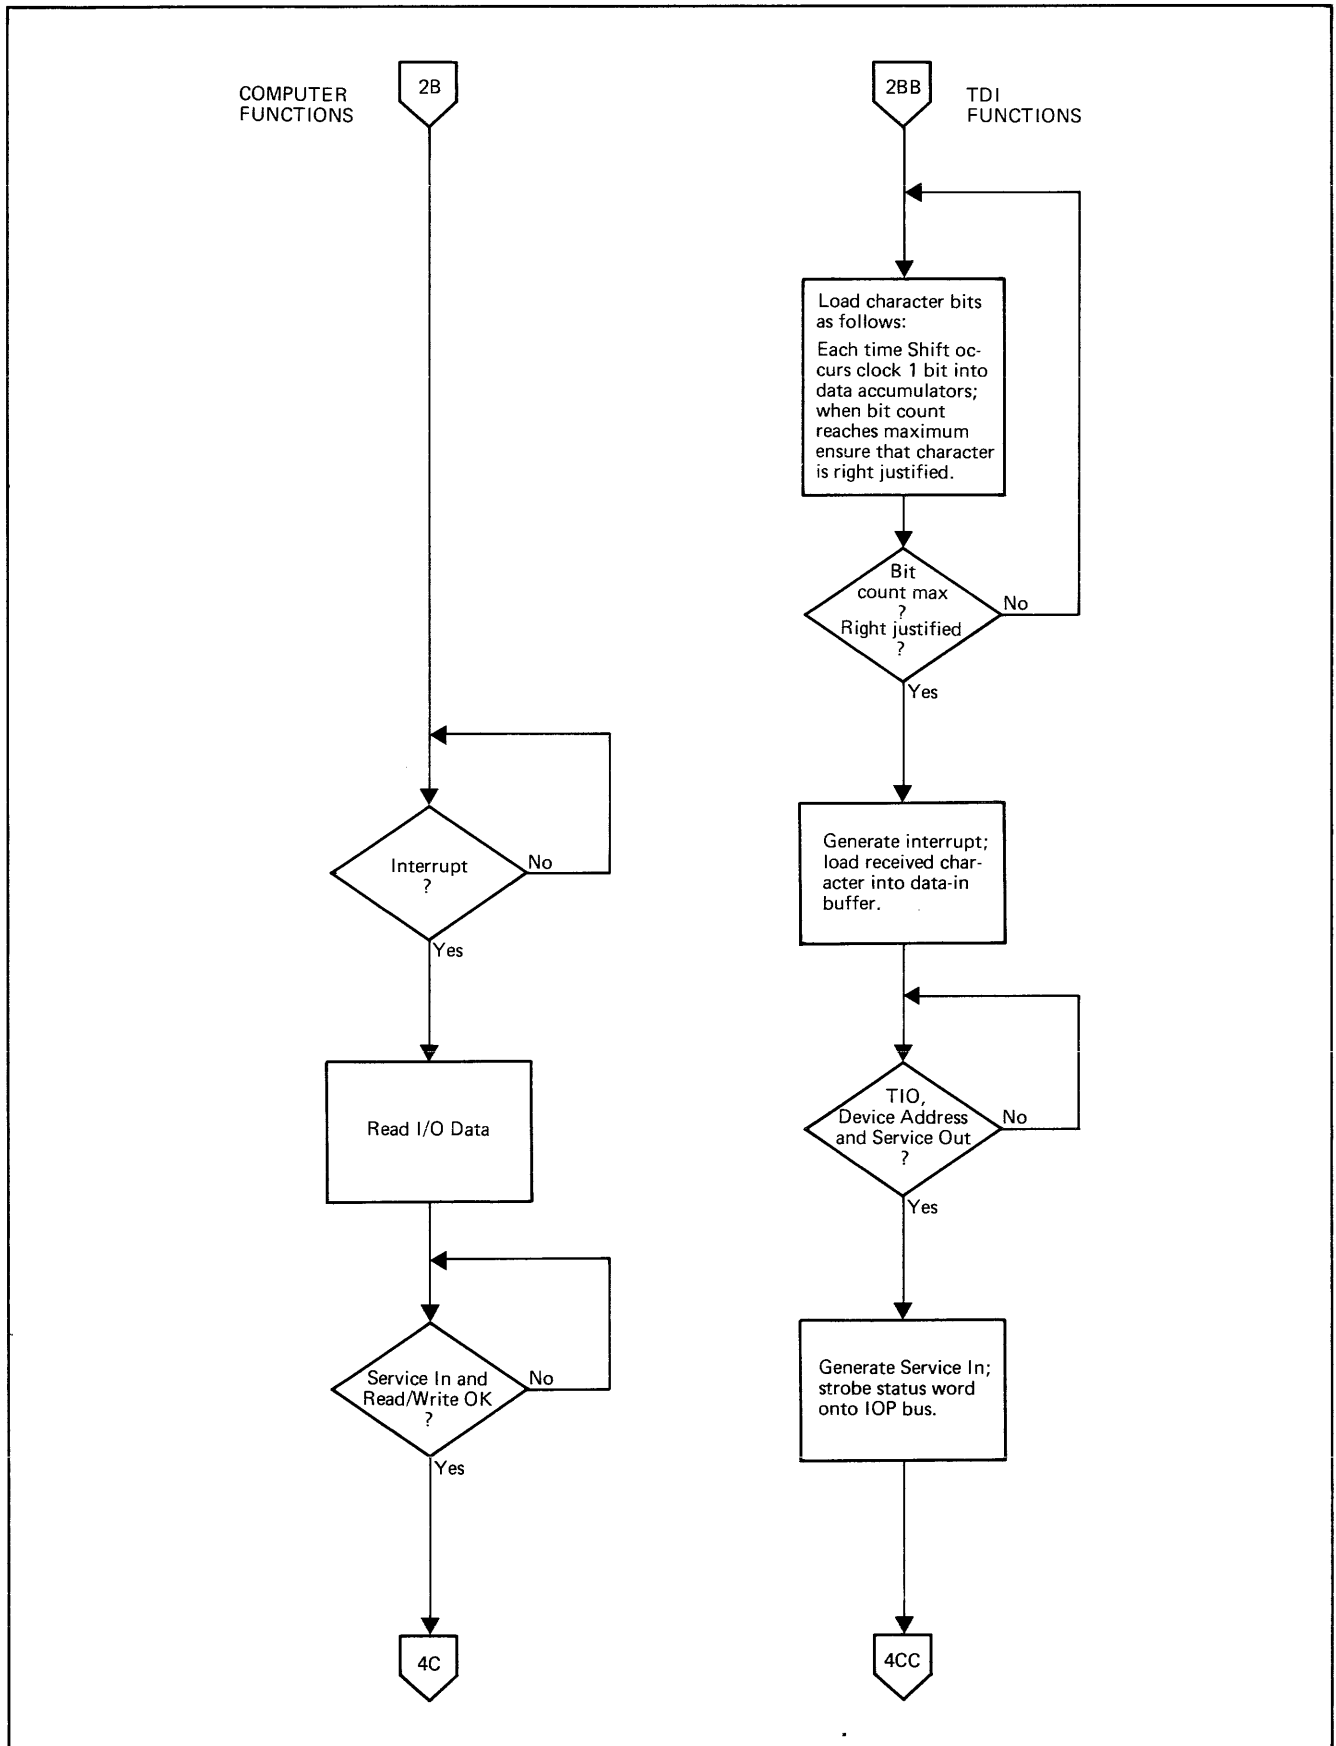 COMPUTER
FUNCTIONS
2B
Interrupt
?
No
Yes
Read I/O Data
Service In and
Read/Write OK
?
No
Yes
4C
2BB
TDI
FUNCTIONS
Load character bits
as follows:
Each time Shift oc-
curs clock 1 bit into
data accumulators;
when bit count
reaches maximum
ensure that character
is right justified.
Bit
count max
?
Right justified
?
No
Yes
Generate interrupt;
load received char-
acter into data-in
buffer.
TIO,
Device Address
and Service Out
?
No
Yes
Generate Service In;
strobe status word
onto IOP bus.
4CC